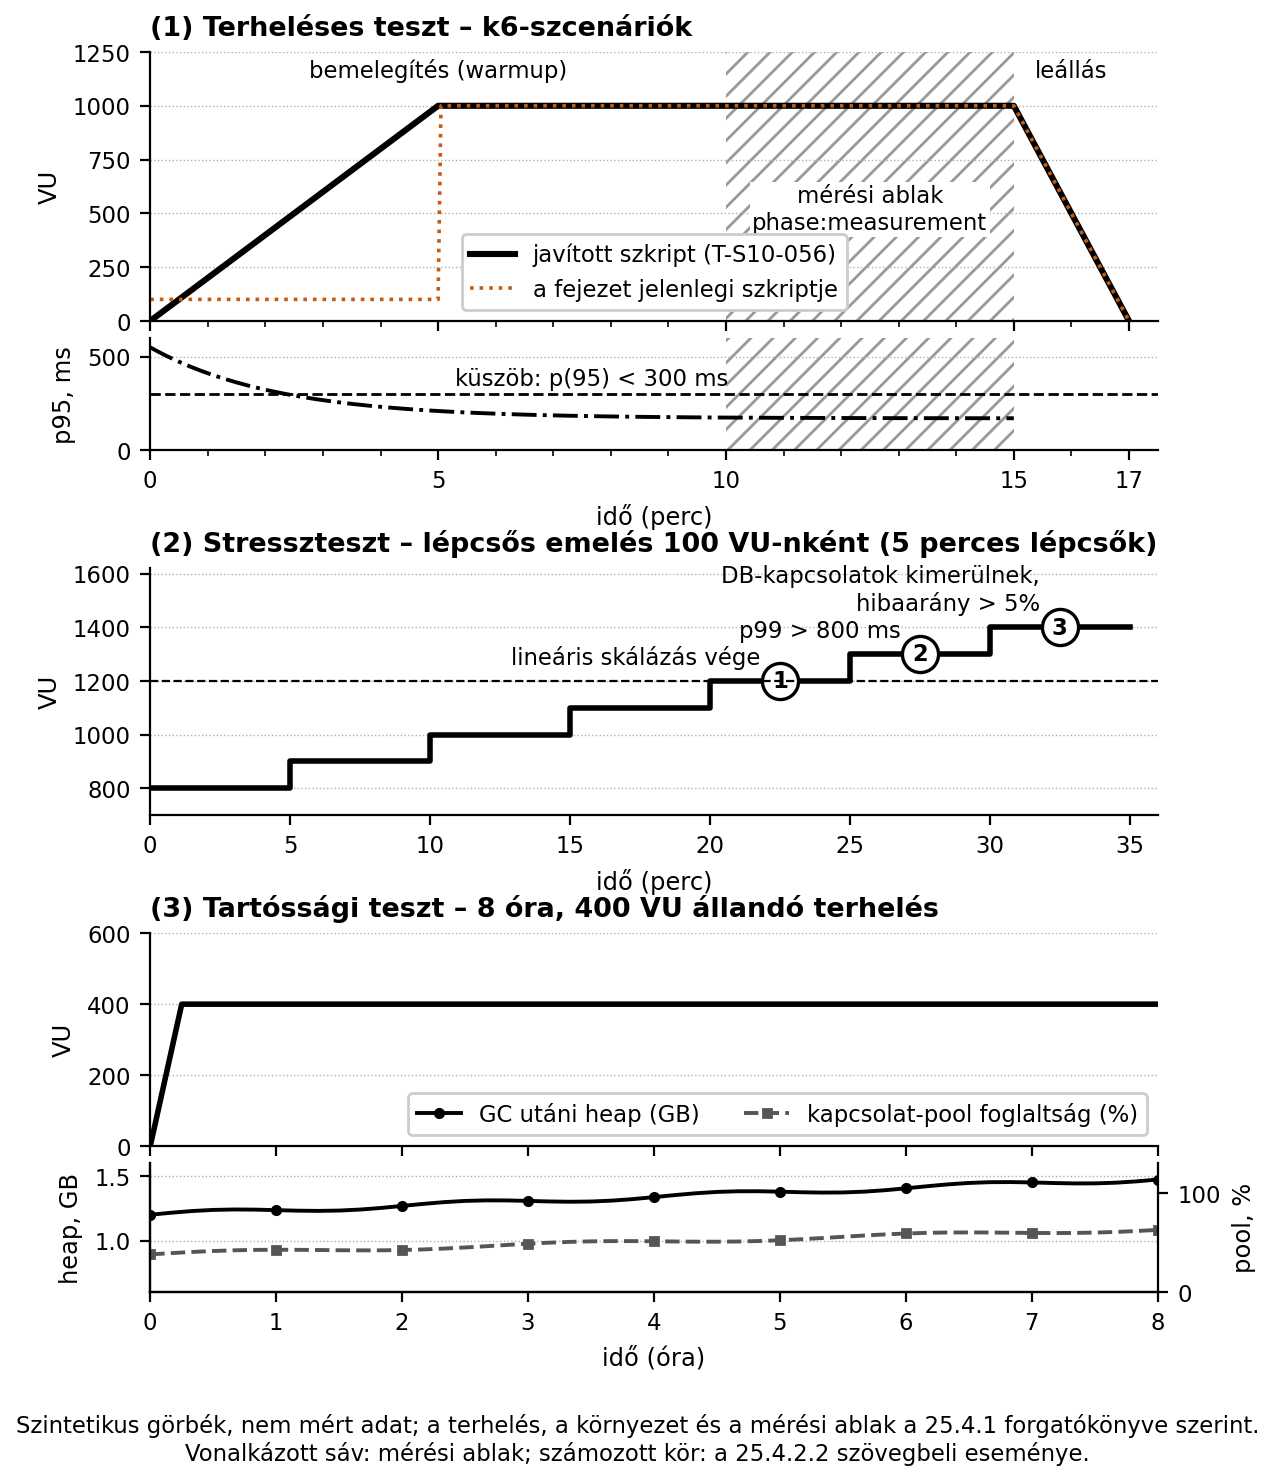 (1) Terheléses teszt – k6-szcenáriók
1250
1000
750
500
250
0
VU
bemelegítés (warmup)
leállás
mérési ablak
phase:measurement
javított szkript (T-S10-056)
a fejezet jelenlegi szkriptje
500
0
p95, ms
küszöb: p(95) < 300 ms
0 5 10 15 17
idő (perc)
(2) Stresszteszt – lépcsős emelés 100 VU-nként (5 perces lépcsők)
1600
1400
1200
1000
800
VU
DB-kapcsolatok kimerülnek,
hibaarány > 5%
3
p99 > 800 ms
2
lineáris skálázás vége
1
0 5 10 15 20 25 30 35
idő (perc)
(3) Tartóssági teszt – 8 óra, 400 VU állandó terhelés
600
400
200
0
VU
GC utáni heap (GB)
kapcsolat-pool foglaltság (%)
1.5
1.0
heap, GB
100
0
pool, %
0 1 2 3 4 5 6 7 8
idő (óra)
Szintetikus görbék, nem mért adat; a terhelés, a környezet és a mérési ablak a 25.4.1 forgatókönyve szerint.
Vonalkázott sáv: mérési ablak; számozott kör: a 25.4.2.2 szövegbeli eseménye.